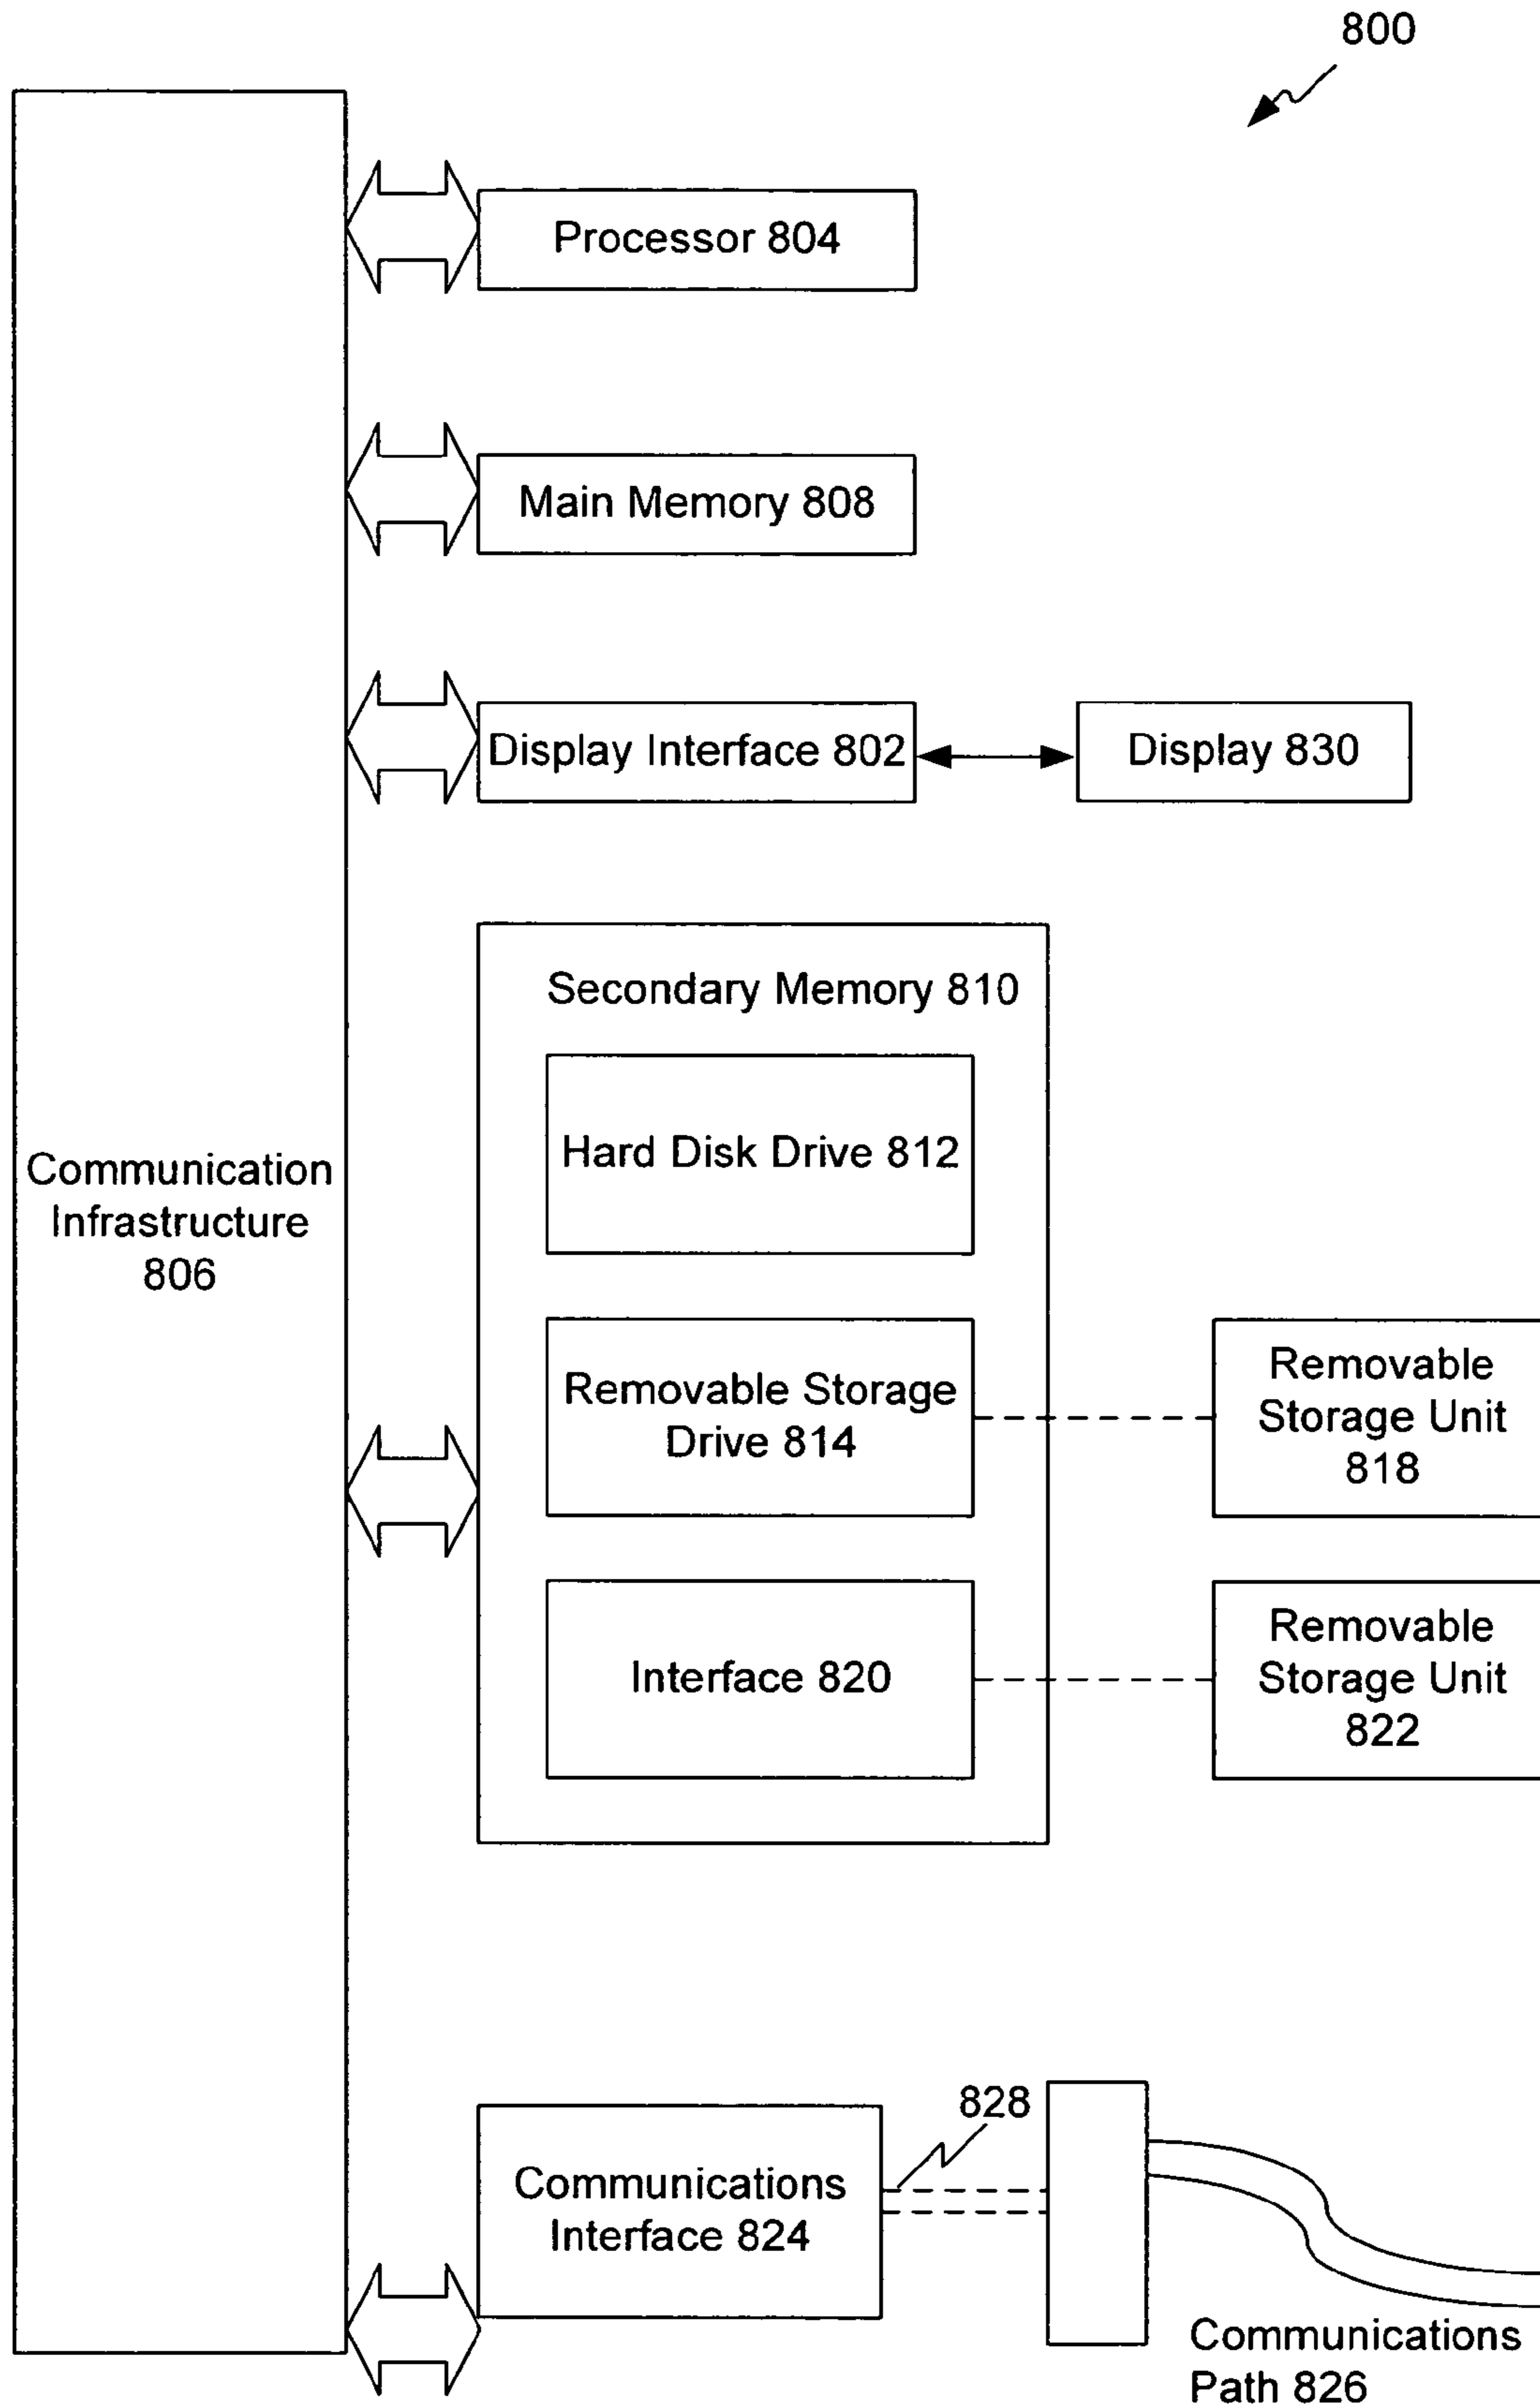 800
Processor 804
Main Memory 808
Display Interface 802
Display 830
Secondary Memory 810
Hard Disk Drive 812
Communication
Infrastructure
806
Removable Storage
Drive 814
Removable
Storage Unit
818
Interface 820
Removable
Storage Unit
822
828
Communications
Interface 824
Communications
Path 826